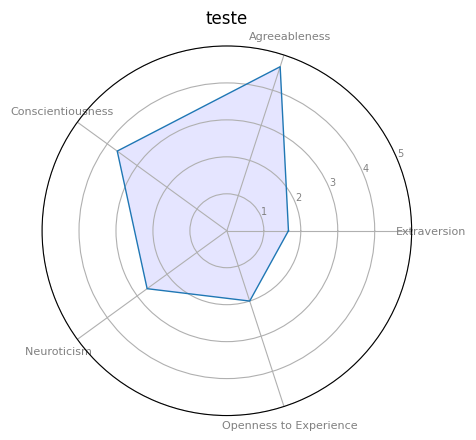 teste
Agreeableness
Conscientiousness
5
4
3
2
1
Extraversion
Neuroticism
Openness to Experience